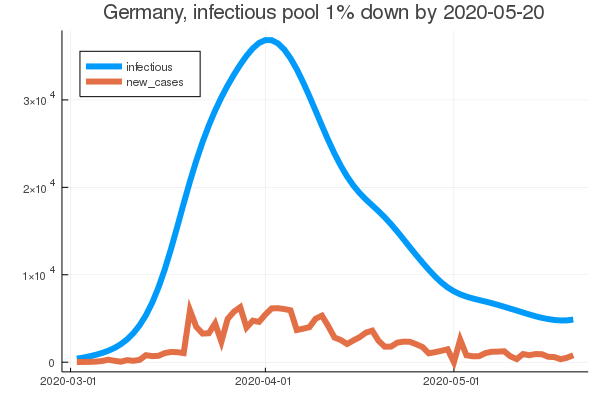 Germany, infectious pool 1% down by 2020-05-20
infectious
new_cases
3×10⁴
2×10⁴
1×10⁴
0
2020-03-01 2020-04-01 2020-05-01